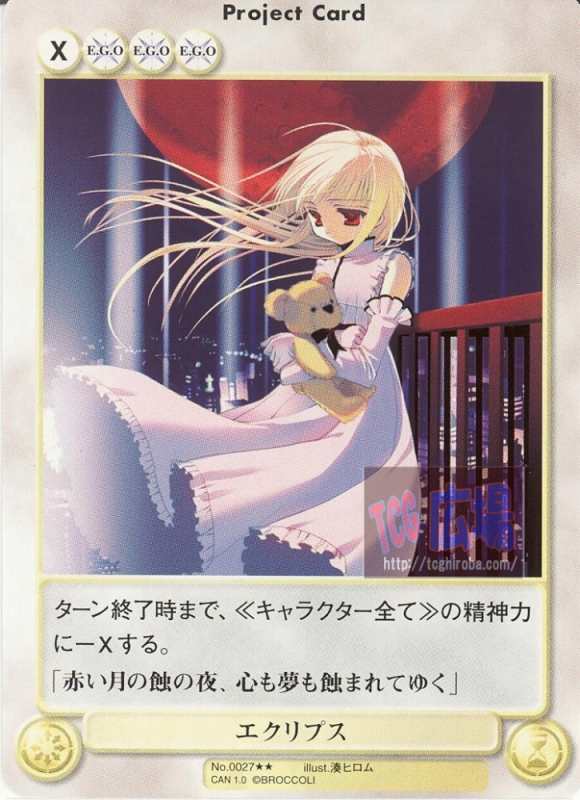 Project Card
X E.G.O E.G.O E.G.O
TCG 広場
http://tcghiroba.com/
ターン終了時まで、≪キャラクター全て≫の精神力
に－Xする。
「赤い月の蝕の夜、心も夢も蝕まれてゆく」
エクリプス
No.0027★★ illust.湊ヒロム
CAN 1.0 ©BROCCOLI